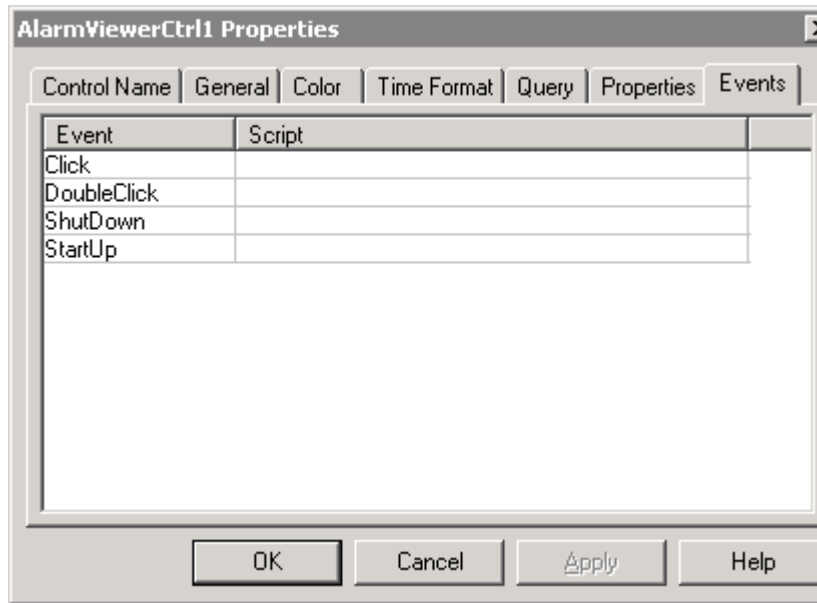 AlarmViewerCtrl1 Properties
Control Name General Color Time Format Query Properties Events
Event Script
Click
DoubleClick
ShutDown
StartUp
OK Cancel Apply Help